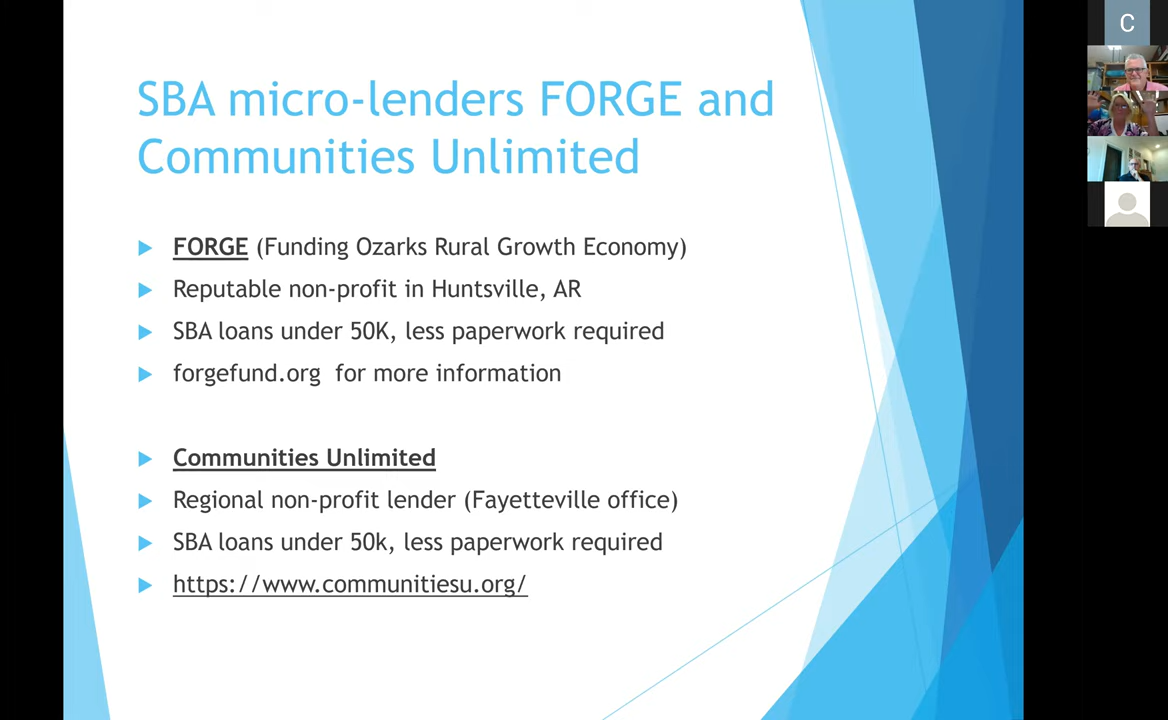 SBA micro-lenders FORGE and
Communities Unlimited
FORGE (Funding Ozarks Rural Growth Economy)
Reputable non-profit in Huntsville, AR
SBA loans under 50K, less paperwork required
forgefund.org for more information
Communities Unlimited
Regional non-profit lender (Fayetteville office)
SBA loans under 50k, less paperwork required
https://www.communitiesu.org/
C